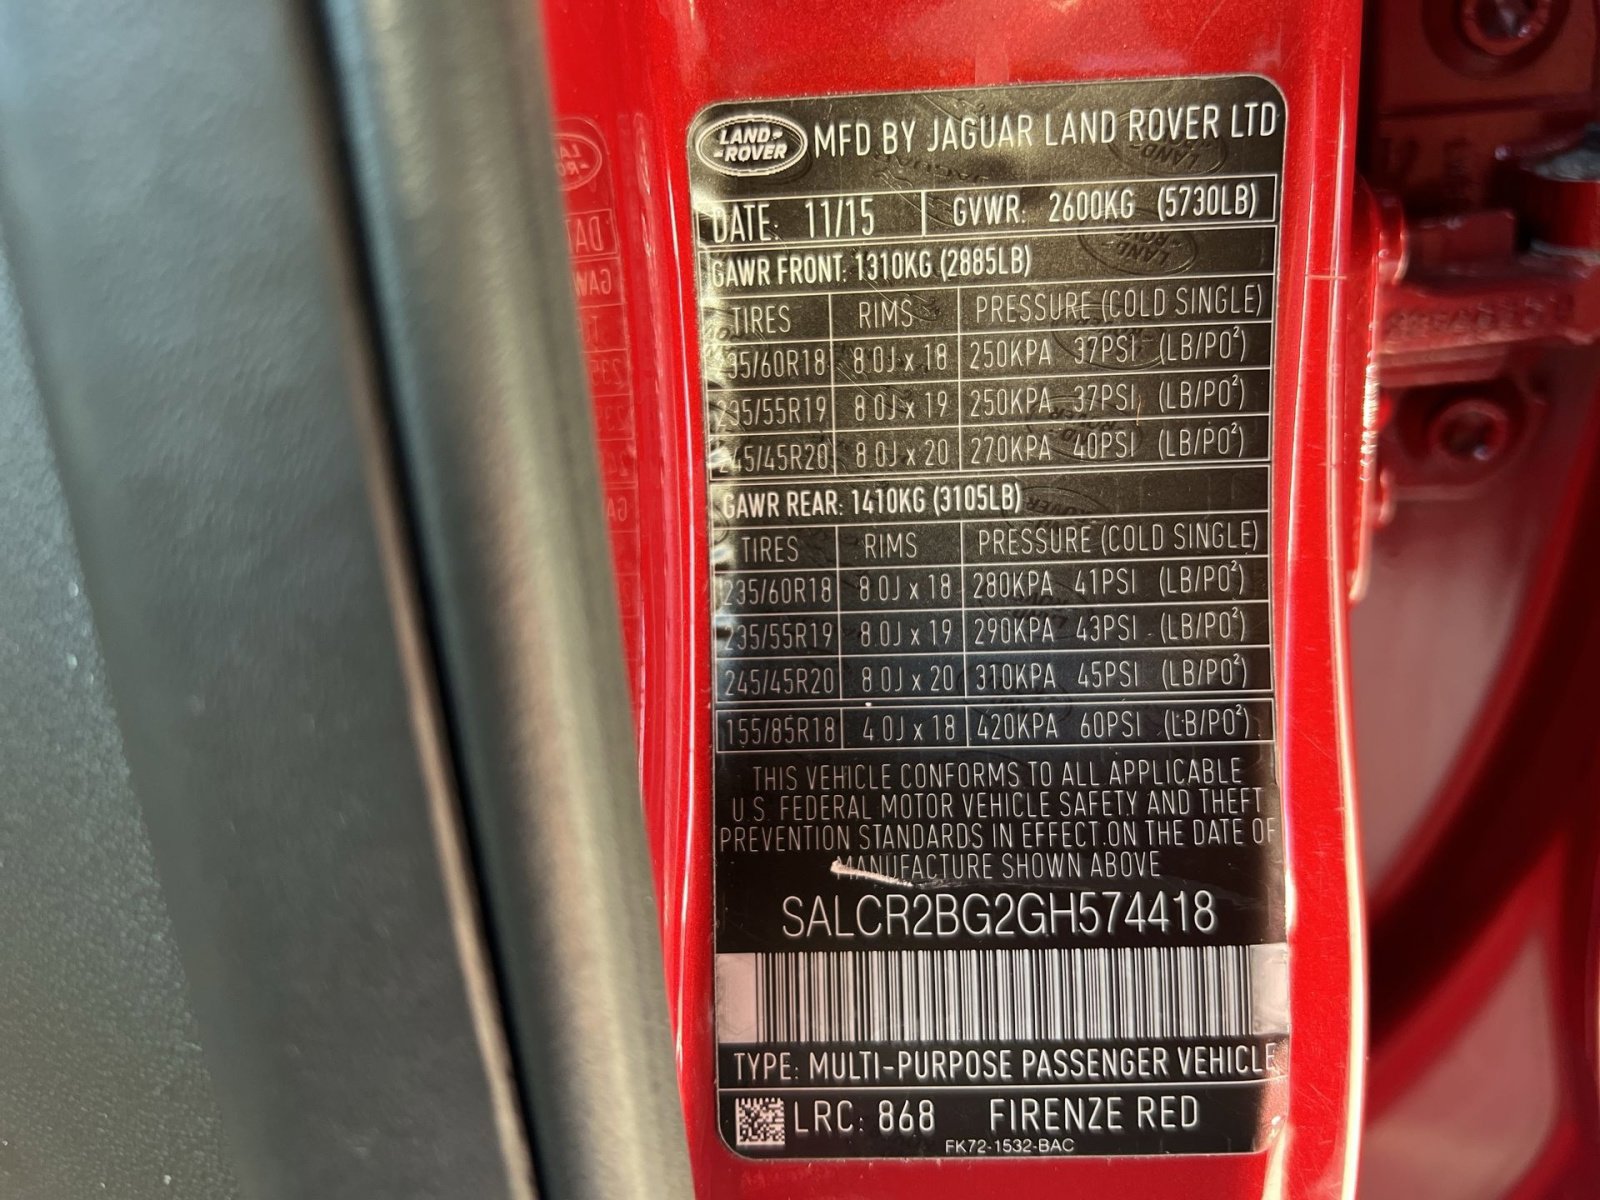 LAND-
-ROVER
MFD BY JAGUAR LAND ROVER LTD
DATE: 11/15 GVWR: 2600KG (5730LB)
GAWR FRONT: 1310KG (2885LB)
TIRES RIMS PRESSURE (COLD SINGLE)
235/60R18 8.0J x 18 250KPA 37PSI (LB/PO²)
235/55R19 8.0J x 19 250KPA 37PSI (LB/PO²)
245/45R20 8.0J x 20 270KPA 40PSI (LB/PO²)
GAWR REAR: 1410KG (3105LB)
TIRES RIMS PRESSURE (COLD SINGLE)
235/60R18 8.0J x 18 280KPA 41PSI (LB/PO²)
235/55R19 8.0J x 19 290KPA 43PSI (LB/PO²)
245/45R20 8.0J x 20 310KPA 45PSI (LB/PO²)
155/85R18 4.0J x 18 420KPA 60PSI (LB/PO²)
THIS VEHICLE CONFORMS TO ALL APPLICABLE
U.S. FEDERAL MOTOR VEHICLE SAFETY AND THEFT
PREVENTION STANDARDS IN EFFECT ON THE DATE OF
MANUFACTURE SHOWN ABOVE
SALCR2BG2GH574418
TYPE: MULTI-PURPOSE PASSENGER VEHICLE
LRC: 868 FIRENZE RED
FK72-1532-BAC